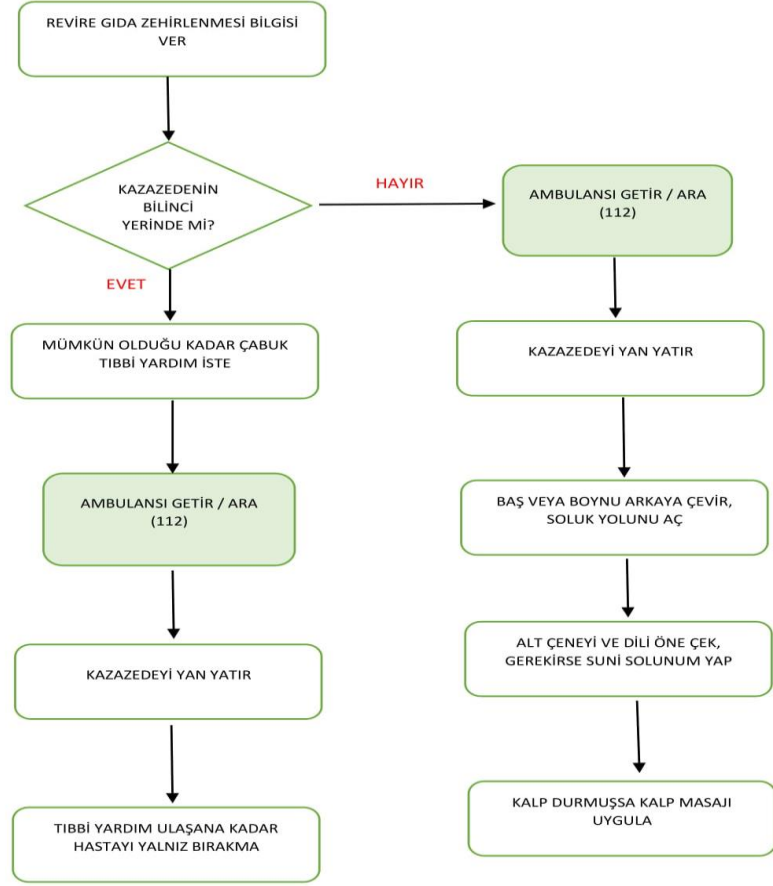 REVİRE GIDA ZEHİRLENMESİ BİLGİSİ
VER
KAZAZEDENİN
BİLİNCİ
YERİNDE Mİ?
HAYIR
AMBULANSI GETİR / ARA
(112)
EVET
MÜMKÜN OLDUĞU KADAR ÇABUK
TIBBİ YARDIM İSTE
KAZAZEDEYİ YAN YATIR
AMBULANSI GETİR / ARA
(112)
BAŞ VEYA BOYNU ARKAYA ÇEVİR,
SOLUK YOLUNU AÇ
KAZAZEDEYİ YAN YATIR
ALT ÇENEYİ VE DİLİ ÖNE ÇEK,
GEREKİRSE SUNİ SOLUNUM YAP
TIBBİ YARDIM ULAŞANA KADAR
HASTAYI YALNIZ BIRAKMA
KALP DURMUŞSA KALP MASAJI
UYGULA